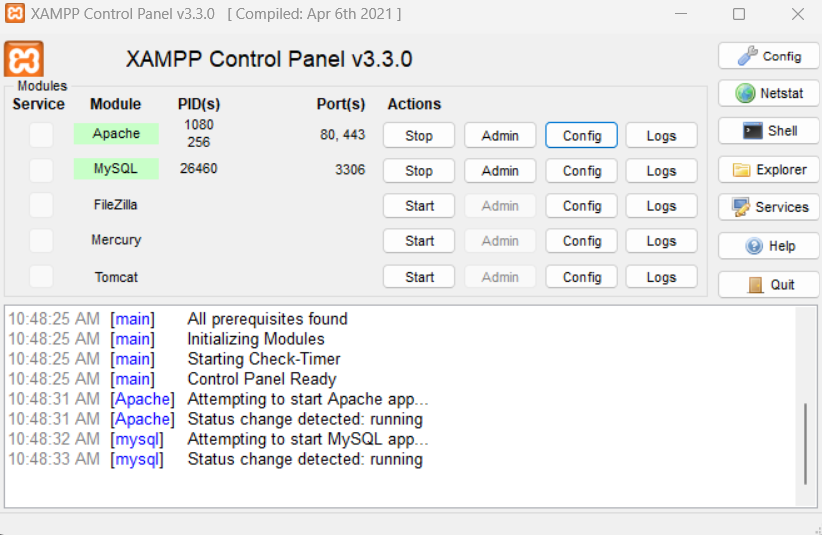 XAMPP Control Panel v3.3.0 [ Compiled: Apr 6th 2021 ]
XAMPP Control Panel v3.3.0
Config
Modules
Service Module PID(s) Port(s) Actions
Netstat
Apache 1080 256 80, 443 Stop Admin Config Logs
Shell
MySQL 26460 3306 Stop Admin Config Logs
Explorer
FileZilla Start Admin Config Logs
Services
Mercury Start Admin Config Logs
Help
Tomcat Start Admin Config Logs
Quit
10:48:25 AM [main] All prerequisites found
10:48:25 AM [main] Initializing Modules
10:48:25 AM [main] Starting Check-Timer
10:48:25 AM [main] Control Panel Ready
10:48:31 AM [Apache] Attempting to start Apache app...
10:48:31 AM [Apache] Status change detected: running
10:48:32 AM [mysql] Attempting to start MySQL app...
10:48:33 AM [mysql] Status change detected: running